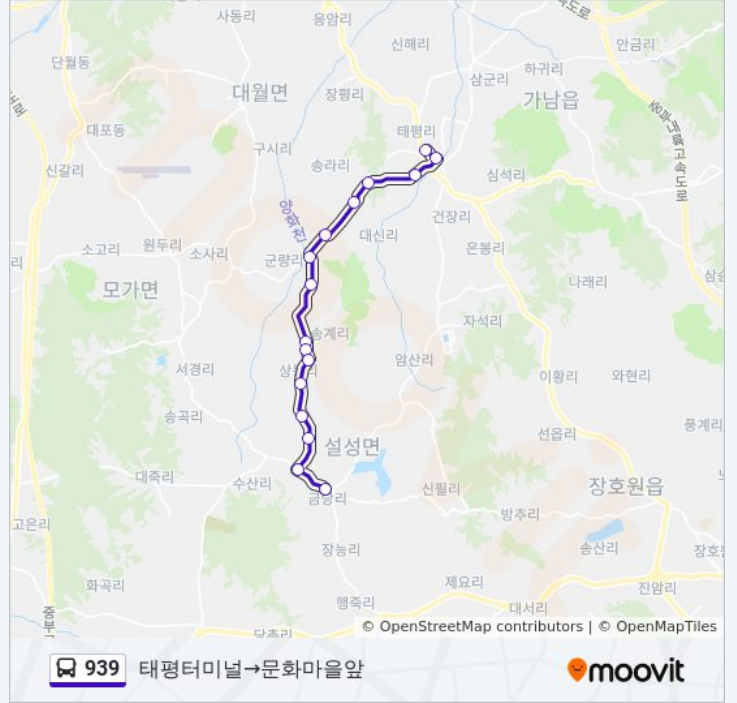 사동리
응암리
신해리
안금리
단월동
하귀리
삼군리
대월면
장평리
가남읍
태평리
대포동
구시리
송라리
신갈리
심석리
양화천
건장리
대신리
원두리
소고리
소사리
군량리
은봉리
리
나래리
모가면
자석리
송계리
암산리
서경리
이황리
와현리
송곡리
풍계리
선읍리
설성면
대죽리
수산리
신필리
장호원읍
금당리
방추리
고은리
장능리
송산리
화곡리
제요리
진암리
행죽리
대서리
© OpenStreetMap contributors | © OpenMapTiles
939 태평터미널→문화마을앞
moovit